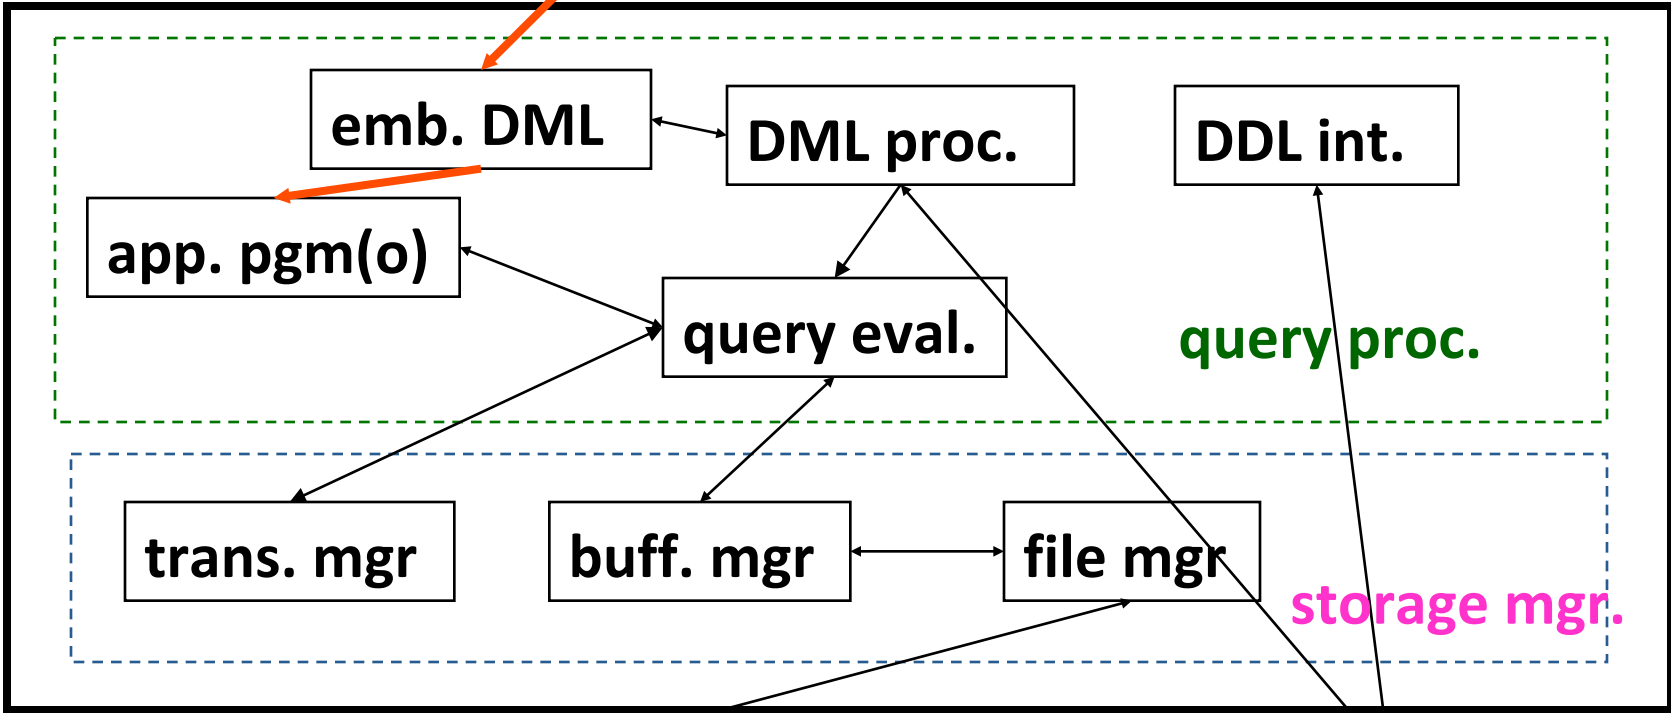 emb. DML
DML proc.
DDL int.
app. pgm(o)
query eval.
query proc.
trans. mgr
buff. mgr
file mgr
storage mgr.